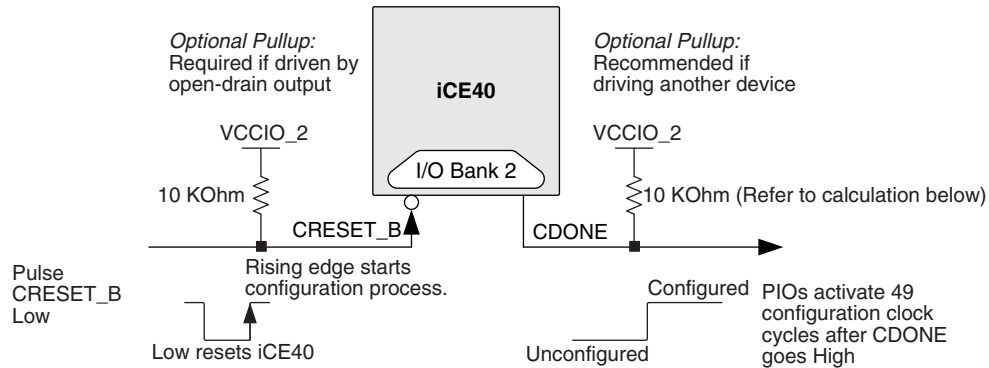 Optional Pullup:
Required if driven by
open-drain output
iCE40
Optional Pullup:
Recommended if
driving another device
VCCIO_2
VCCIO_2
I/O Bank 2
10 KOhm
10 KOhm (Refer to calculation below)
CRESET_B
CDONE
Pulse
CRESET_B
Low
Rising edge starts
configuration process.
Low resets iCE40
Configured
Unconfigured
PIOs activate 49
configuration clock
cycles after CDONE
goes High